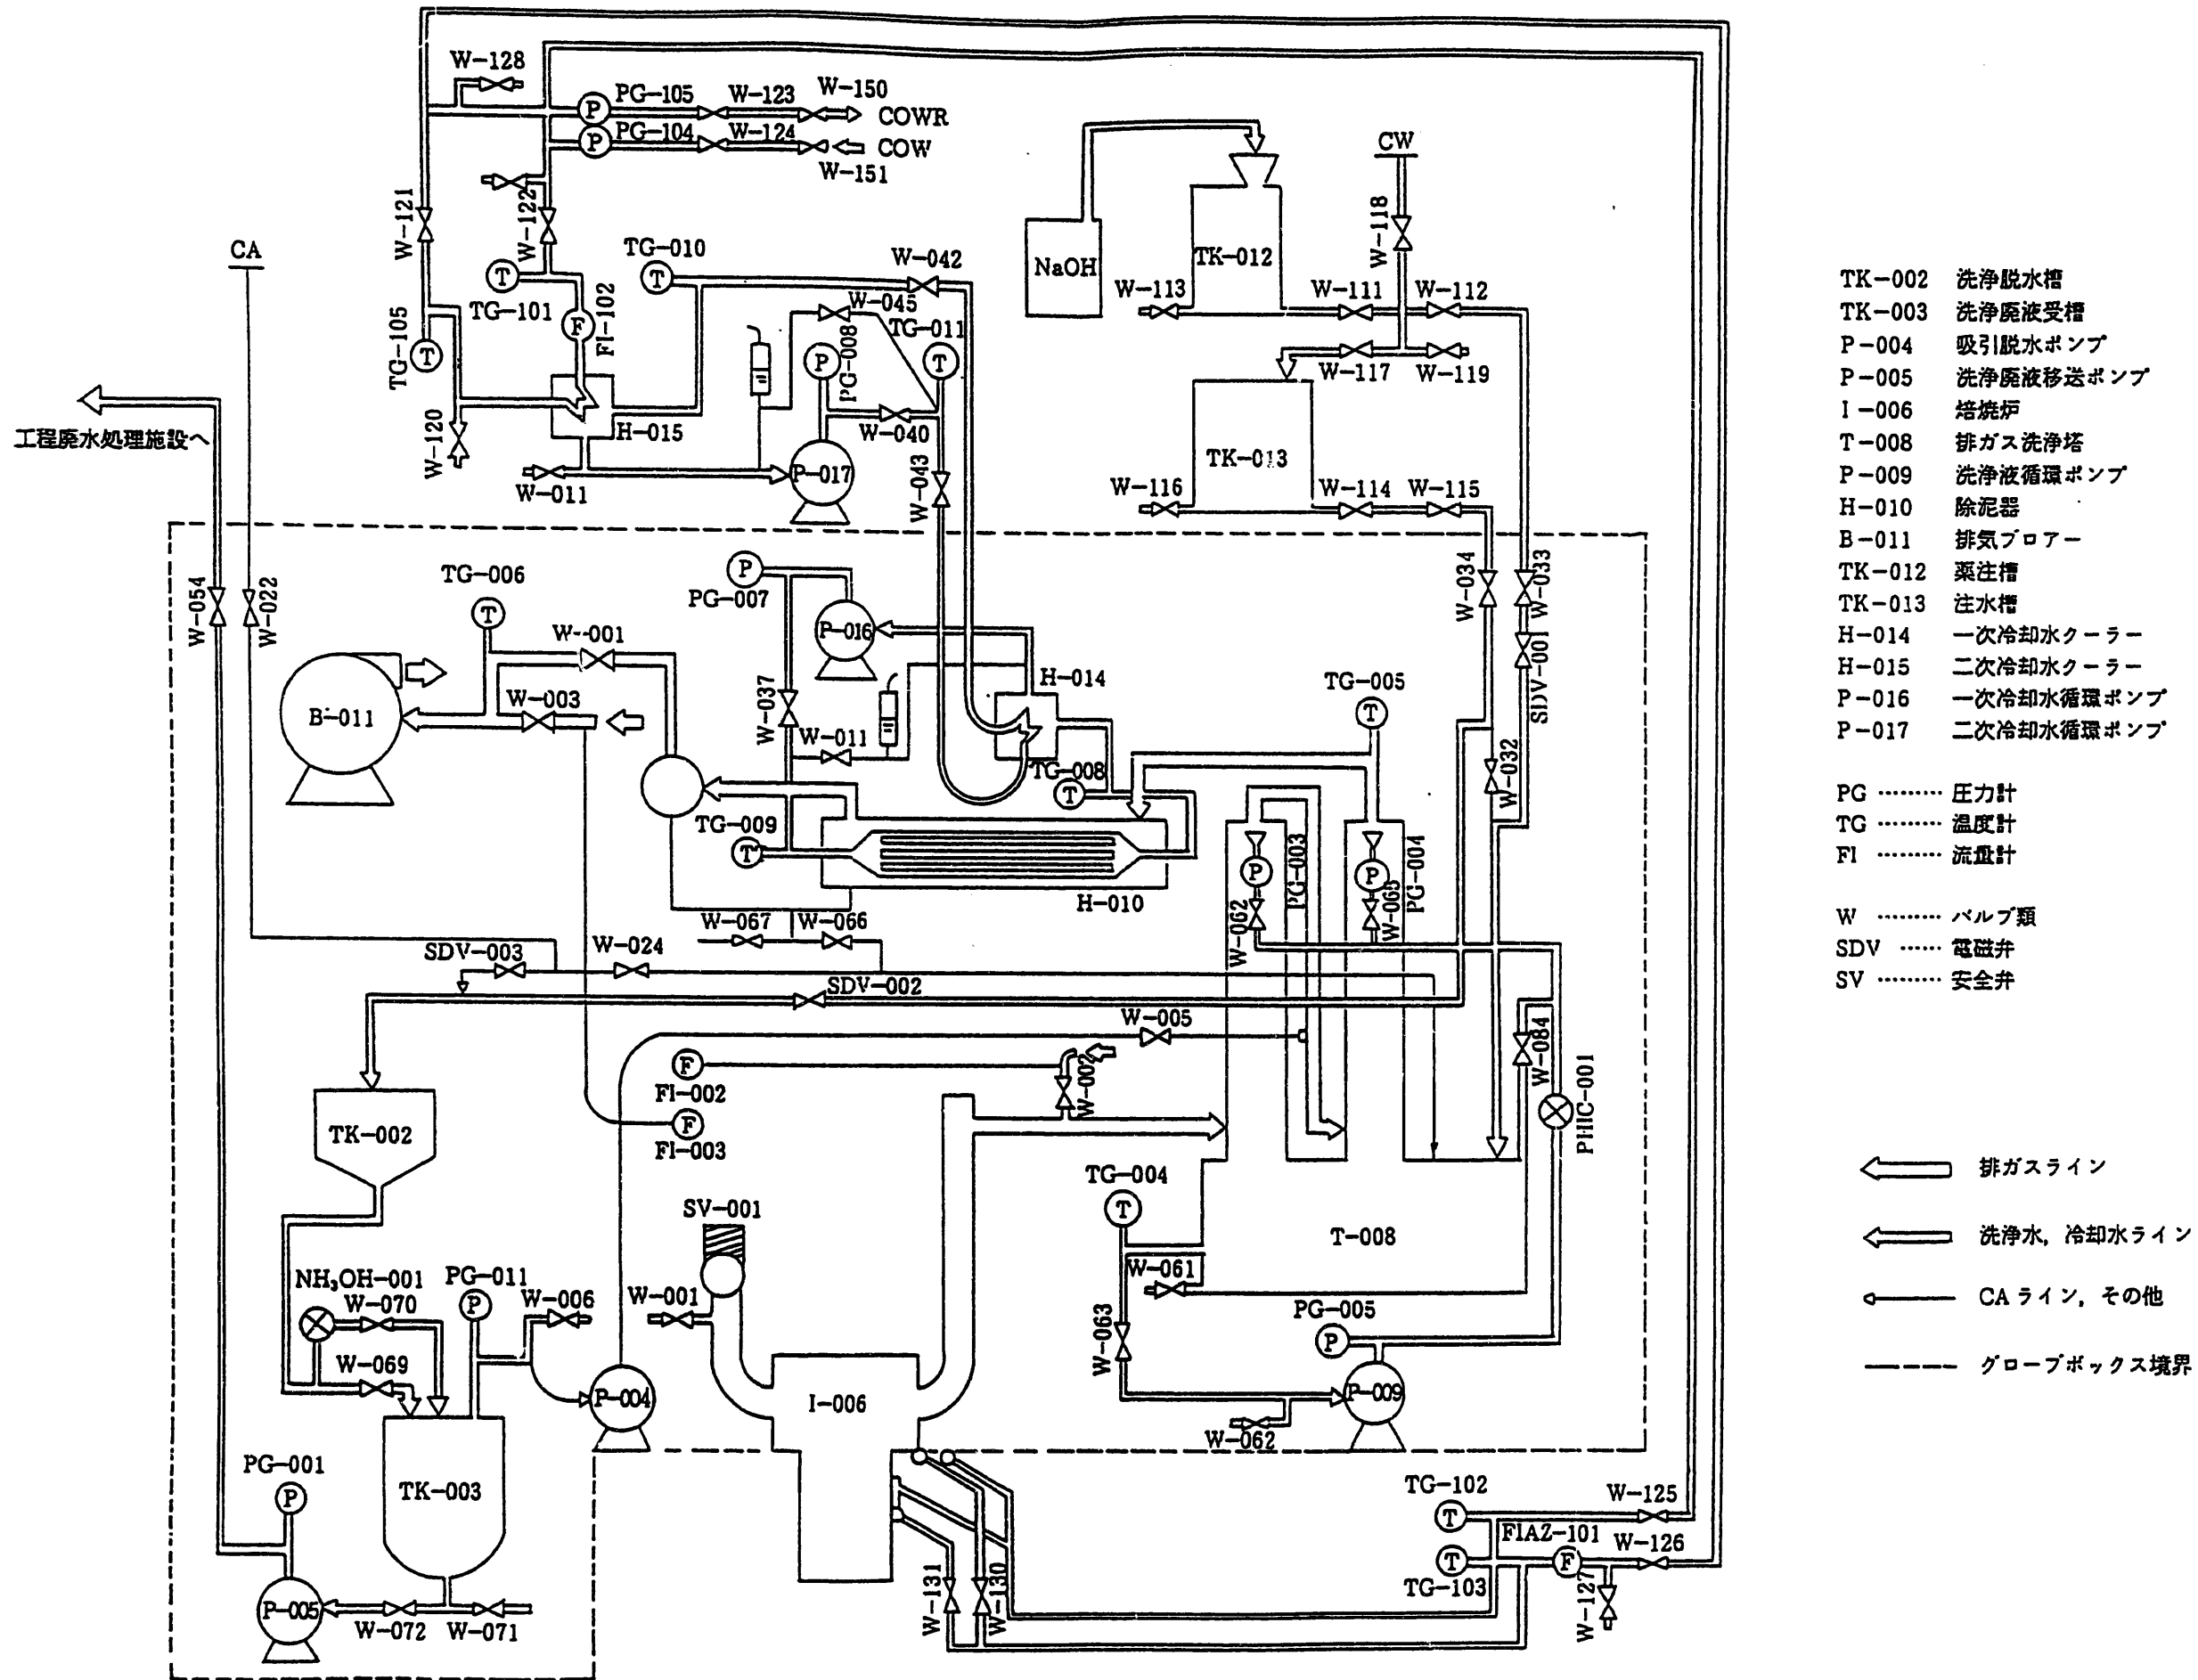 W-128
PG-105 W-123 W-150
P
COWR
PG-104 W-124
P
COW
W-151
W-121
W-122
CW
W-118
NaOH
TK-012
CA
TG-010
T
W-042
W-045
TG-011
T
TG-101
T
FI-102
F
PG-008
P
TG-105
T
W-113
W-111
W-112
W-117
W-119
工程廃水処理施設へ
W-120
H-015
W-040
W-011
P-017
W-043
TK-013
W-116
W-114
W-115
W-054
W-022
TG-006
T
P
PG-007
P-016
W-034
W-033
SDV-001
W-001
B-011
W-003
W-037
W-011
H-014
TG-005
T
TG-008
T
W-032
TG-009
T
H-010
PG-003
P
PG-004
P
W-062
W-065
W-067
W-066
SDV-003
W-024
SDV-002
W-005
W-084
PHIC-001
F
FI-002
W-002
F
FI-003
TK-002
TG-004
T
T-008
W-061
SV-001
W-001
NH₃OH-001
W-070
PG-011
P
W-006
W-069
P-004
I-006
W-063
PG-005
P
P-009
W-062
PG-001
P
TK-003
P-005
W-072
W-071
W-131
W-130
TG-102
T
W-125
FIAZ-101
F
W-126
T
TG-103
W-127
TK-002 洗浄脱水槽
TK-003 洗浄廃液受槽
P-004 吸引脱水ポンプ
P-005 洗浄廃液移送ポンプ
I-006 焙焼炉
T-008 排ガス洗浄塔
P-009 洗浄液循環ポンプ
H-010 除泥器
B-011 排気ブロアー
TK-012 薬注槽
TK-013 注水槽
H-014 一次冷却水クーラー
H-015 二次冷却水クーラー
P-016 一次冷却水循環ポンプ
P-017 二次冷却水循環ポンプ
PG ……… 圧力計
TG ……… 温度計
FI ……… 流量計
W ……… バルブ類
SDV …… 電磁弁
SV ……… 安全弁
排ガスライン
洗浄水, 冷却水ライン
CAライン, その他
グローブボックス境界